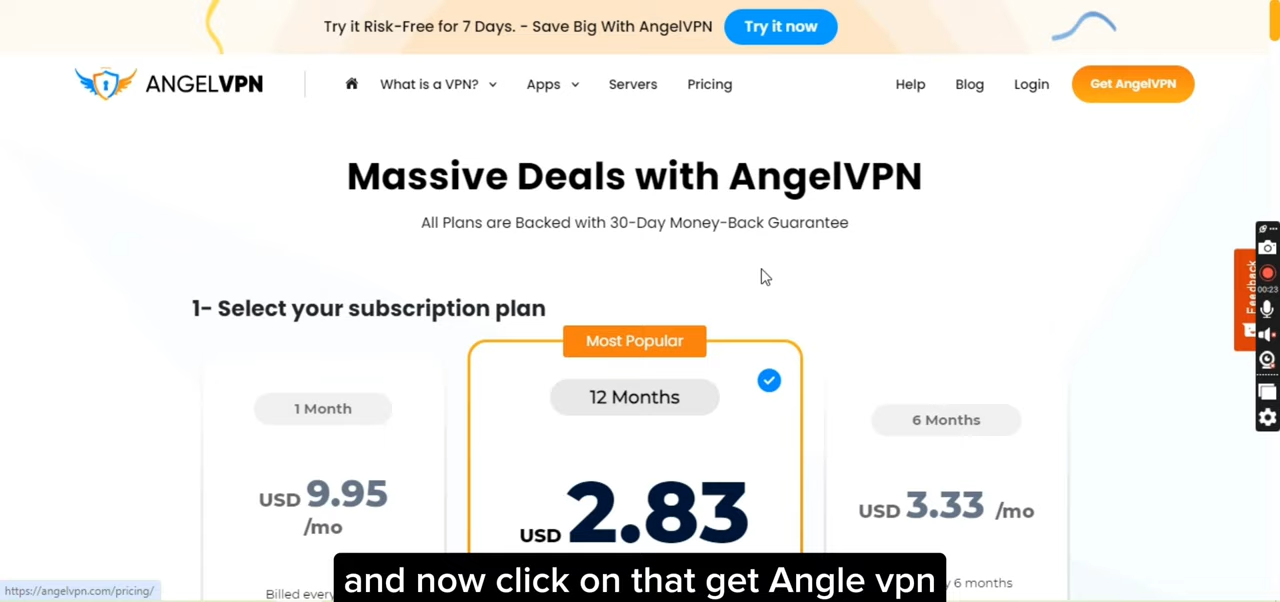 Try it Risk-Free for 7 Days. - Save Big With AngelVPN
Try it now
ANGELVPN
What is a VPN?
Apps
Servers
Pricing
Help
Blog
Login
Get AngelVPN
Massive Deals with AngelVPN
All Plans are Backed with 30-Day Money-Back Guarantee
1- Select your subscription plan
Most Popular
1 Month
12 Months
6 Months
USD 9.95
/mo
USD 2.83
USD 3.33 /mo
Feedback
00:23
Billed every
6 months
https://angelvpn.com/pricing/
and now click on that get Angle vpn